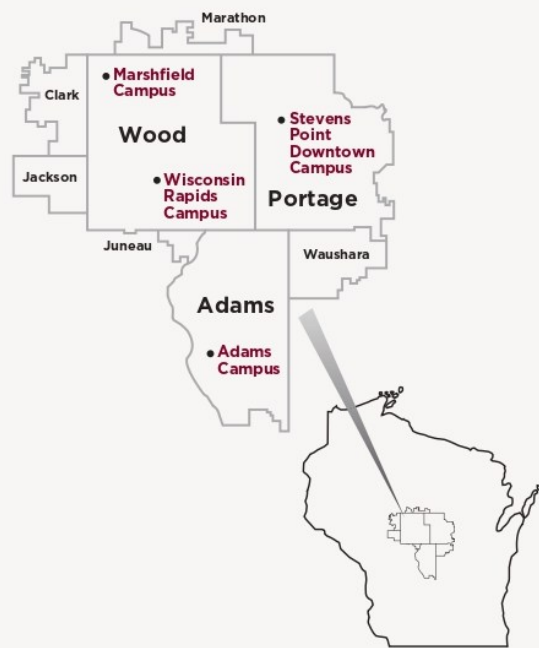 Marathon
Marshfield
Campus
Clark
Stevens
Point
Downtown
Campus
Wood
Jackson
Wisconsin
Rapids
Campus
Portage
Juneau
Waushara
Adams
Adams
Campus